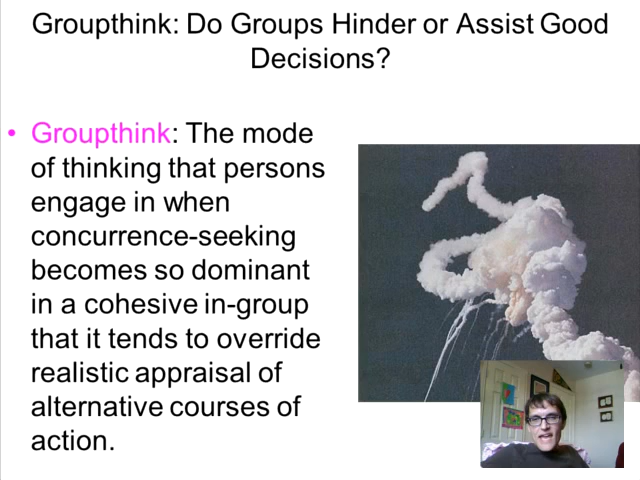 Groupthink: Do Groups Hinder or Assist Good
Decisions?
• Groupthink: The mode
of thinking that persons
engage in when
concurrence-seeking
becomes so dominant
in a cohesive in-group
that it tends to override
realistic appraisal of
alternative courses of
action.